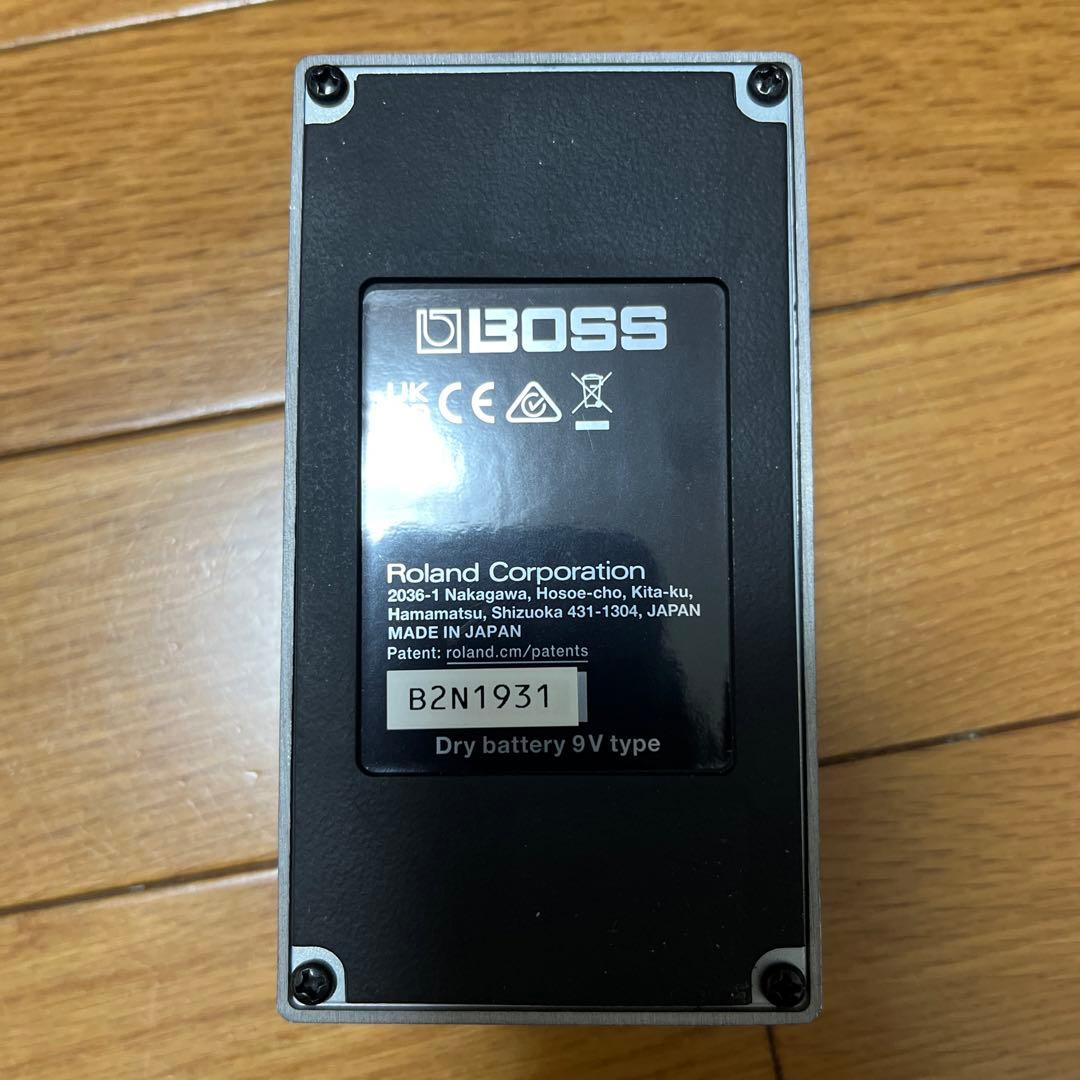 BOSS
UK CE
Roland Corporation
2036-1 Nakagawa, Hosoe-cho, Kita-ku,
Hamamatsu, Shizuoka 431-1304, JAPAN
MADE IN JAPAN
Patent: roland.cm/patents
B2N1931
Dry battery 9V type